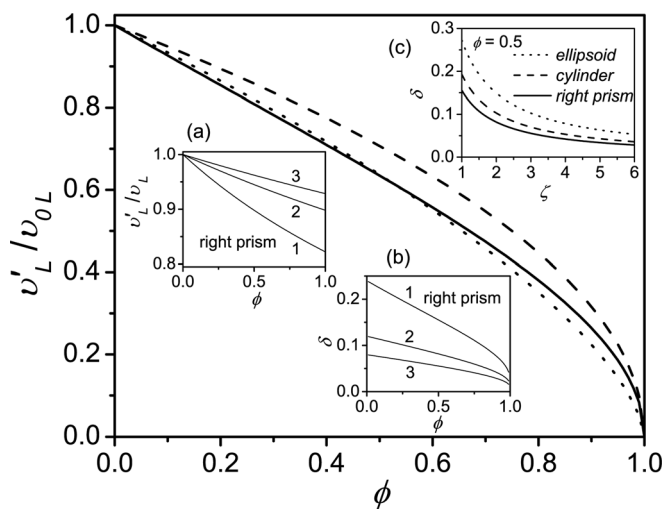 υ′L /υ0L
1.0
0.8
0.6
0.4
0.2
0.0
0.0 0.2 0.4 0.6 0.8 1.0
ϕ
(c)
δ
0.3
0.2
0.1
0.0
ϕ = 0.5
ellipsoid
cylinder
right prism
1 2 3 4 5 6
ζ
(a)
υ′L /υL
1.0
0.9
0.8
3
2
1
right prism
0.0 0.5 1.0
ϕ
(b)
δ
0.2
0.1
0.0
1 right prism
2
3
0.0 0.5 1.0
ϕ